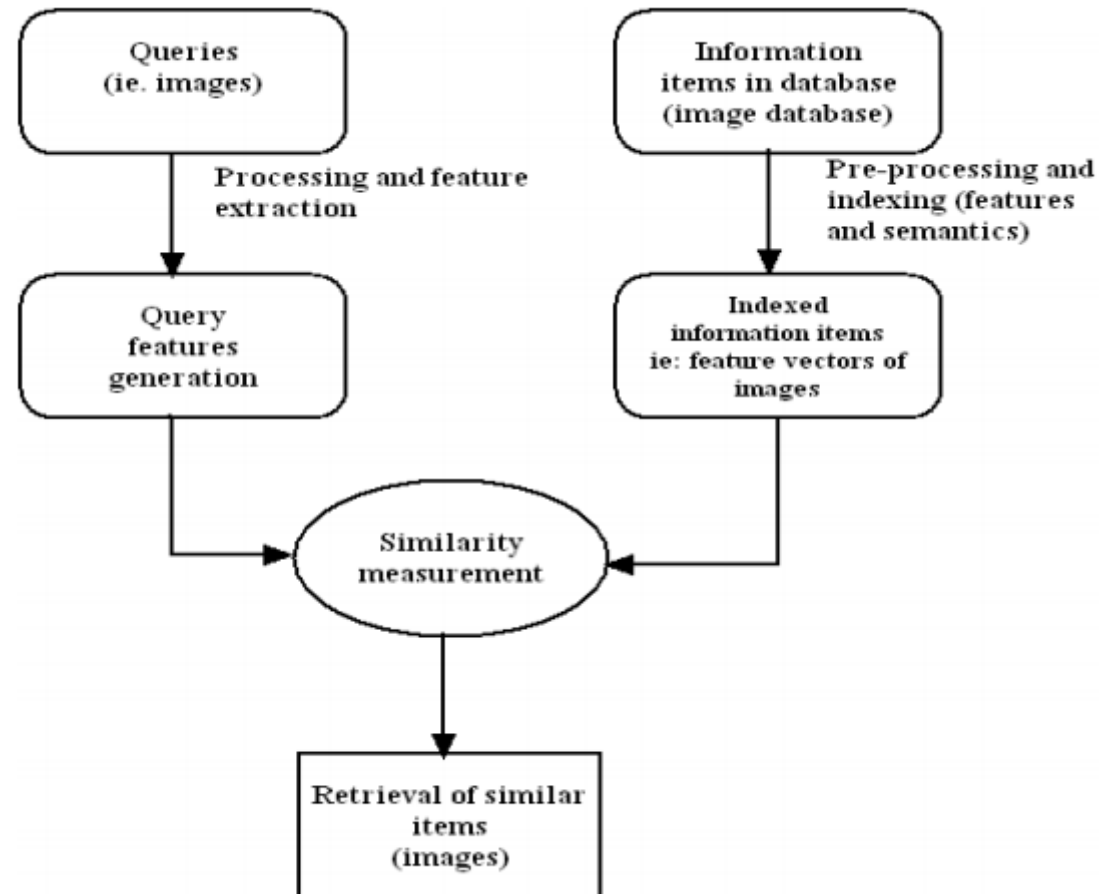 Queries
(ie. images)
Information
items in database
(image database)
Processing and feature
extraction
Pre-processing and
indexing (features
and semantics)
Query
features
generation
Indexed
information items
ie: feature vectors of
images
Similarity
measurement
Retrieval of similar
items
(images)